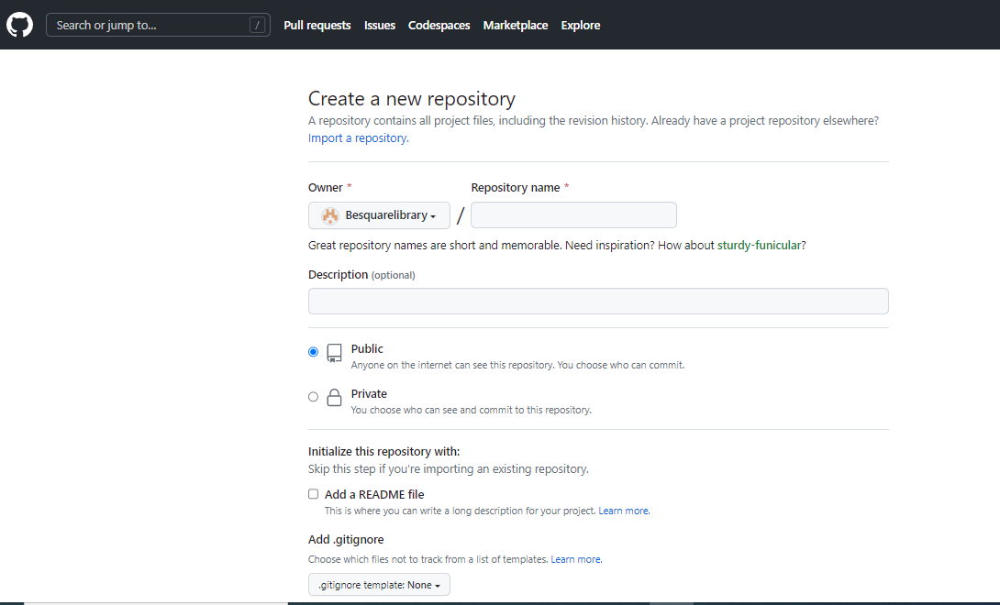 Search or jump to... /
Pull requests Issues Codespaces Marketplace Explore
Create a new repository
A repository contains all project files, including the revision history. Already have a project repository elsewhere?
Import a repository.
Owner * Repository name *
Besquarelibrary /
Great repository names are short and memorable. Need inspiration? How about sturdy-funicular?
Description (optional)
Public
Anyone on the internet can see this repository. You choose who can commit.
Private
You choose who can see and commit to this repository.
Initialize this repository with:
Skip this step if you're importing an existing repository.
Add a README file
This is where you can write a long description for your project. Learn more.
Add .gitignore
Choose which files not to track from a list of templates. Learn more.
.gitignore template: None